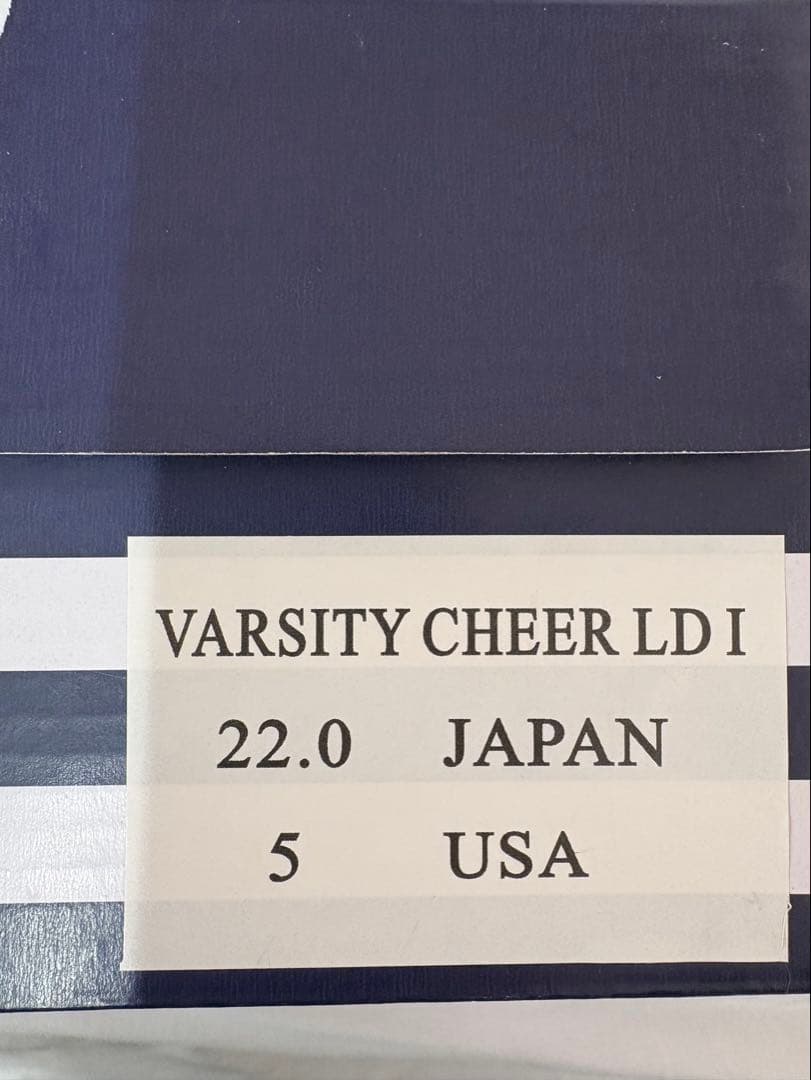 VARSITY CHEER LD I
22.0 JAPAN
5 USA